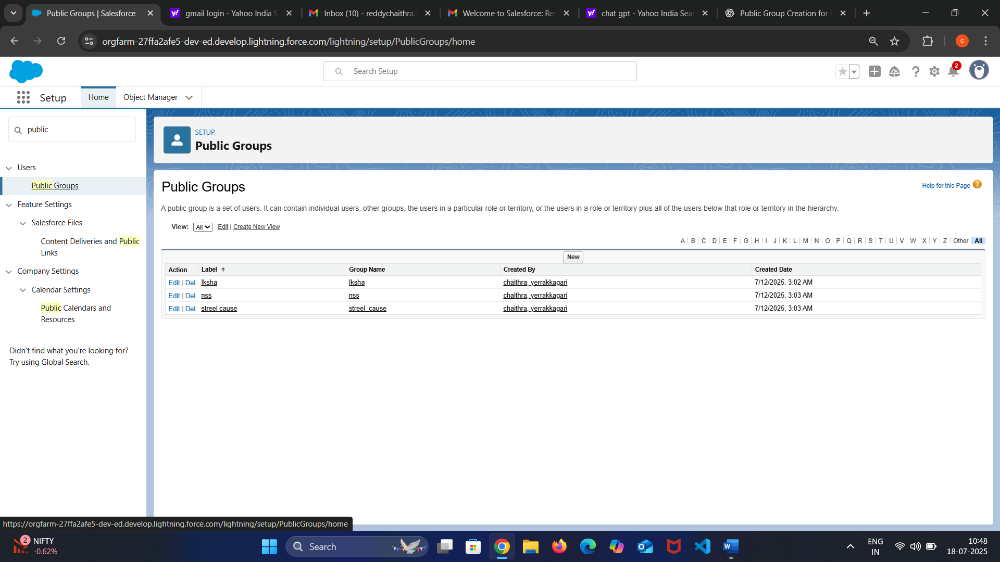 Public Groups | Salesforce
gmail login - Yahoo India S
Inbox (10) - reddychaithra.
Welcome to Salesforce: Res
chat gpt - Yahoo India Sear
Public Group Creation for
orgfarm-27ffa2afe5-dev-ed.develop.lightning.force.com/lightning/setup/PublicGroups/home
c
Search Setup
2
Setup
Home
Object Manager
public
Users
Public Groups
Feature Settings
Salesforce Files
Content Deliveries and Public
Links
Company Settings
Calendar Settings
Public Calendars and
Resources
Didn't find what you're looking for?
Try using Global Search.
SETUP
Public Groups
Public Groups
Help for this Page
A public group is a set of users. It can contain individual users, other groups, the users in a particular role or territory, or the users in a role or territory plus all of the users below that role or territory in the hierarchy.
View: All Edit | Create New View
A | B | C | D | E | F | G | H | I | J | K | L | M | N | O | P | Q | R | S | T | U | V | W | X | Y | Z | Other | All
New
Action Label Group Name Created By Created Date
Edit | Del lksha lksha chaithra, yerrakkagari 7/12/2025, 3:02 AM
Edit | Del nss nss chaithra, yerrakkagari 7/12/2025, 3:03 AM
Edit | Del streel cause streel_cause chaithra, yerrakkagari 7/12/2025, 3:03 AM
https://orgfarm-27ffa2afe5-dev-ed.develop.lightning.force.com/lightning/setup/PublicGroups/home
2
NIFTY
-0.62%
Search
ENG
IN
10:48
18-07-2025